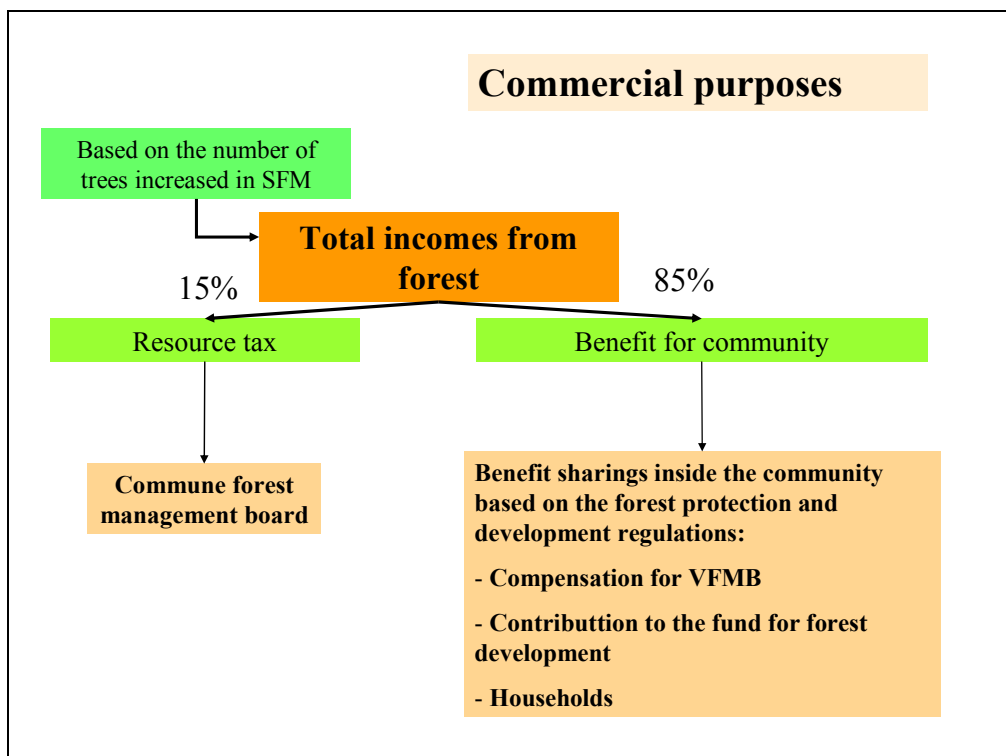 Commercial purposes
Based on the number of
trees increased in SFM
Total incomes from
forest
15%
85%
Resource tax
Benefit for community
Commune forest
management board
Benefit sharings inside the community
based on the forest protection and
development regulations:
- Compensation for VFMB
- Contributtion to the fund for forest
development
- Households